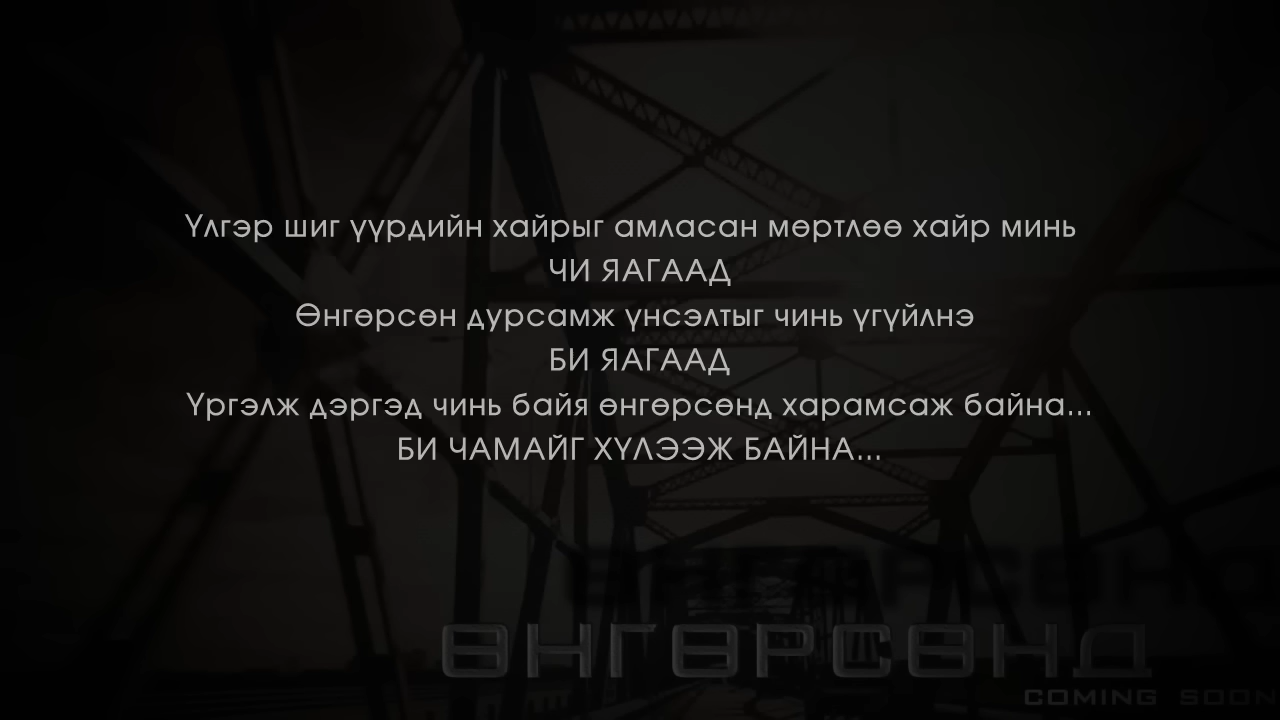 Үлгэр шиг үүрдийн хайрыг амласан мөртлөө хайр минь
ЧИ ЯАГААД
Өнгөрсөн дурсамж үнсэлтыг чинь үгүйлнэ
БИ ЯАГААД
Үргэлж дэргэд чинь байя өнгөрсөнд харамсаж байна...
БИ ЧАМАЙГ ХҮЛЭЭЖ БАЙНА...
ӨНГӨРСӨНД
COMING SOON